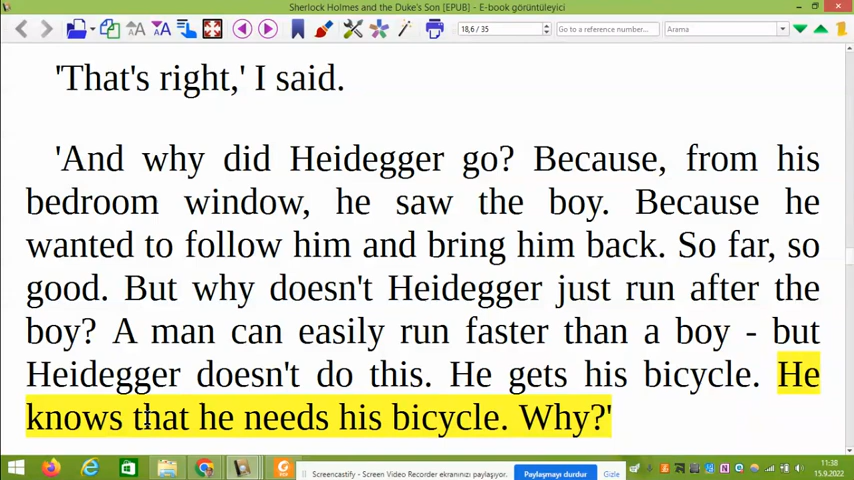 Sherlock Holmes and the Duke's Son [EPUB] - E-book görüntüleyici
18,6 / 35
Go to a reference number...
Arama
'That's right,' I said.
'And why did Heidegger go? Because, from his
bedroom window, he saw the boy. Because he
wanted to follow him and bring him back. So far, so
good. But why doesn't Heidegger just run after the
boy? A man can easily run faster than a boy - but
Heidegger doesn't do this. He gets his bicycle. He
knows that he needs his bicycle. Why?'
Screencastify - Screen Video Recorder ekranınızı paylaşıyor.
Paylaşmayı durdur
Gizle
11:38
15.9.2022